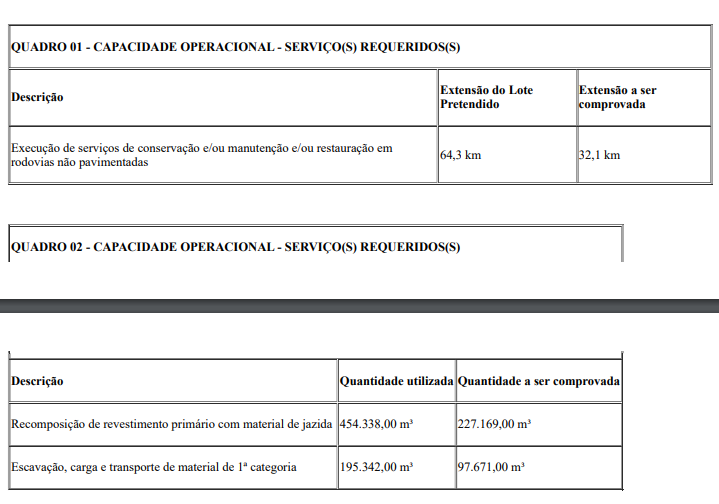 QUADRO 01 - CAPACIDADE OPERACIONAL - SERVIÇO(S) REQUERIDOS(S)
Descrição
Extensão do Lote
Pretendido
Extensão a ser
comprovada
Execução de serviços de conservação e/ou manutenção e/ou restauração em
rodovias não pavimentadas
64,3 km
32,1 km
QUADRO 02 - CAPACIDADE OPERACIONAL - SERVIÇO(S) REQUERIDOS(S)
Descrição
Quantidade utilizada
Quantidade a ser comprovada
Recomposição de revestimento primário com material de jazida
454.338,00 m³
227.169,00 m³
Escavação, carga e transporte de material de 1ª categoria
195.342,00 m³
97.671,00 m³